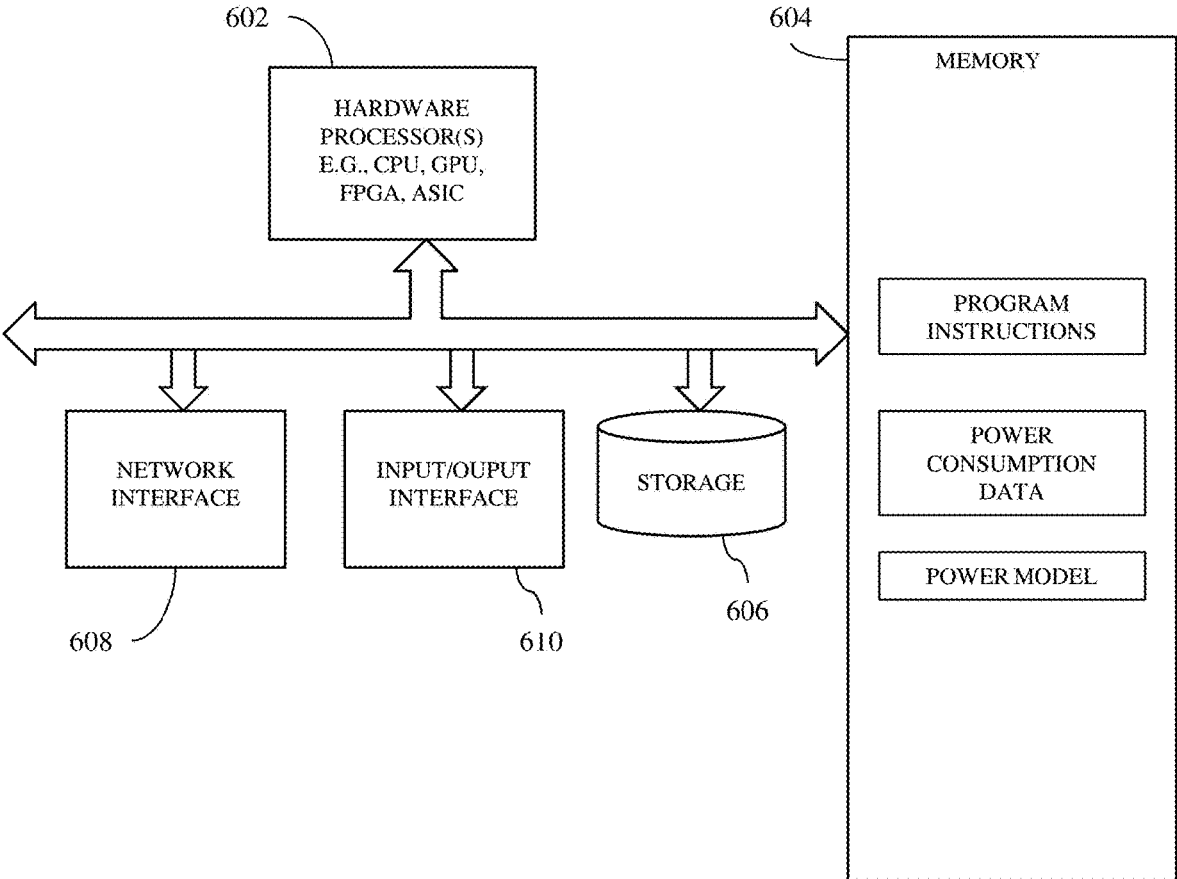 602
604
MEMORY
HARDWARE
PROCESSOR(S)
E.G., CPU, GPU,
FPGA, ASIC
PROGRAM
INSTRUCTIONS
NETWORK
INTERFACE
INPUT/OUPUT
INTERFACE
STORAGE
POWER
CONSUMPTION
DATA
POWER MODEL
606
608
610